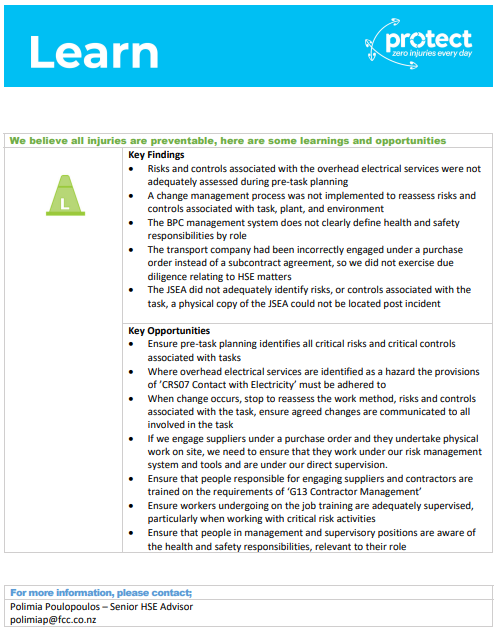 Learn
protect
zero injuries every day
We believe all injuries are preventable, here are some learnings and opportunities
L
Key Findings
• Risks and controls associated with the overhead electrical services were not
adequately assessed during pre-task planning
• A change management process was not implemented to reassess risks and
controls associated with task, plant, and environment
• The BPC management system does not clearly define health and safety
responsibilities by role
• The transport company had been incorrectly engaged under a purchase
order instead of a subcontract agreement, so we did not exercise due
diligence relating to HSE matters
• The JSEA did not adequately identify risks, or controls associated with the
task, a physical copy of the JSEA could not be located post incident
Key Opportunities
• Ensure pre-task planning identifies all critical risks and critical controls
associated with tasks
• Where overhead electrical services are identified as a hazard the provisions
of ‘CRS07 Contact with Electricity’ must be adhered to
• When change occurs, stop to reassess the work method, risks and controls
associated with the task, ensure agreed changes are communicated to all
involved in the task
• If we engage suppliers under a purchase order and they undertake physical
work on site, we need to ensure that they work under our risk management
system and tools and are under our direct supervision.
• Ensure that people responsible for engaging suppliers and contractors are
trained on the requirements of ‘G13 Contractor Management’
• Ensure workers undergoing on the job training are adequately supervised,
particularly when working with critical risk activities
• Ensure that people in management and supervisory positions are aware of
the health and safety responsibilities, relevant to their role
For more information, please contact;
Polimia Poulopoulos – Senior HSE Advisor
polimiap@fcc.co.nz